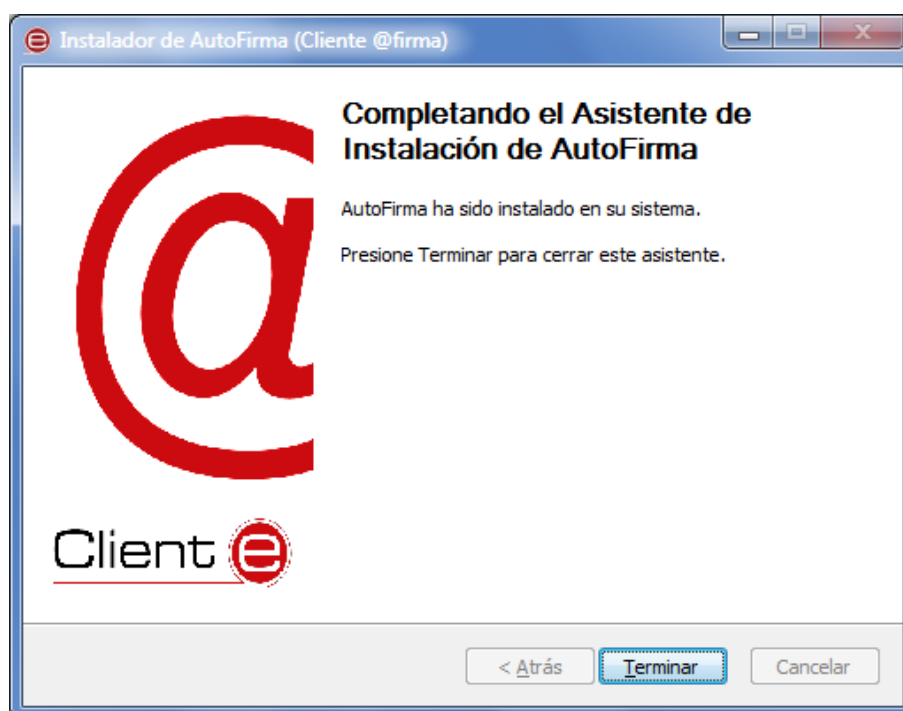 Instalador de AutoFirma (Cliente @firma)
Completando el Asistente de
Instalación de AutoFirma
AutoFirma ha sido instalado en su sistema.
Presione Terminar para cerrar este asistente.
@
Client e
< Atrás
Terminar
Cancelar